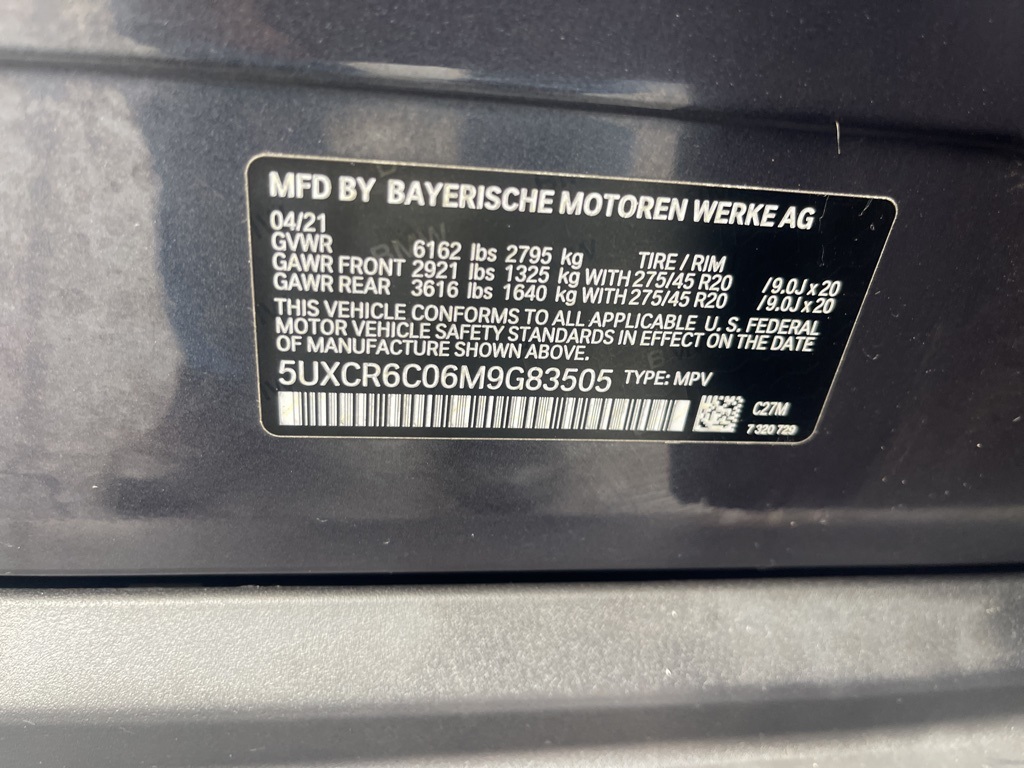 MFD BY BAYERISCHE MOTOREN WERKE AG
04/21
GVWR 6162 lbs 2795 kg TIRE / RIM
GAWR FRONT 2921 lbs 1325 kg WITH 275/45 R20 /9.0J x 20
GAWR REAR 3616 lbs 1640 kg WITH 275/45 R20 /9.0J x 20
THIS VEHICLE CONFORMS TO ALL APPLICABLE U. S. FEDERAL
MOTOR VEHICLE SAFETY STANDARDS IN EFFECT ON THE DATE
OF MANUFACTURE SHOWN ABOVE.
5UXCR6C06M9G83505 TYPE: MPV
C27M
7 320 729